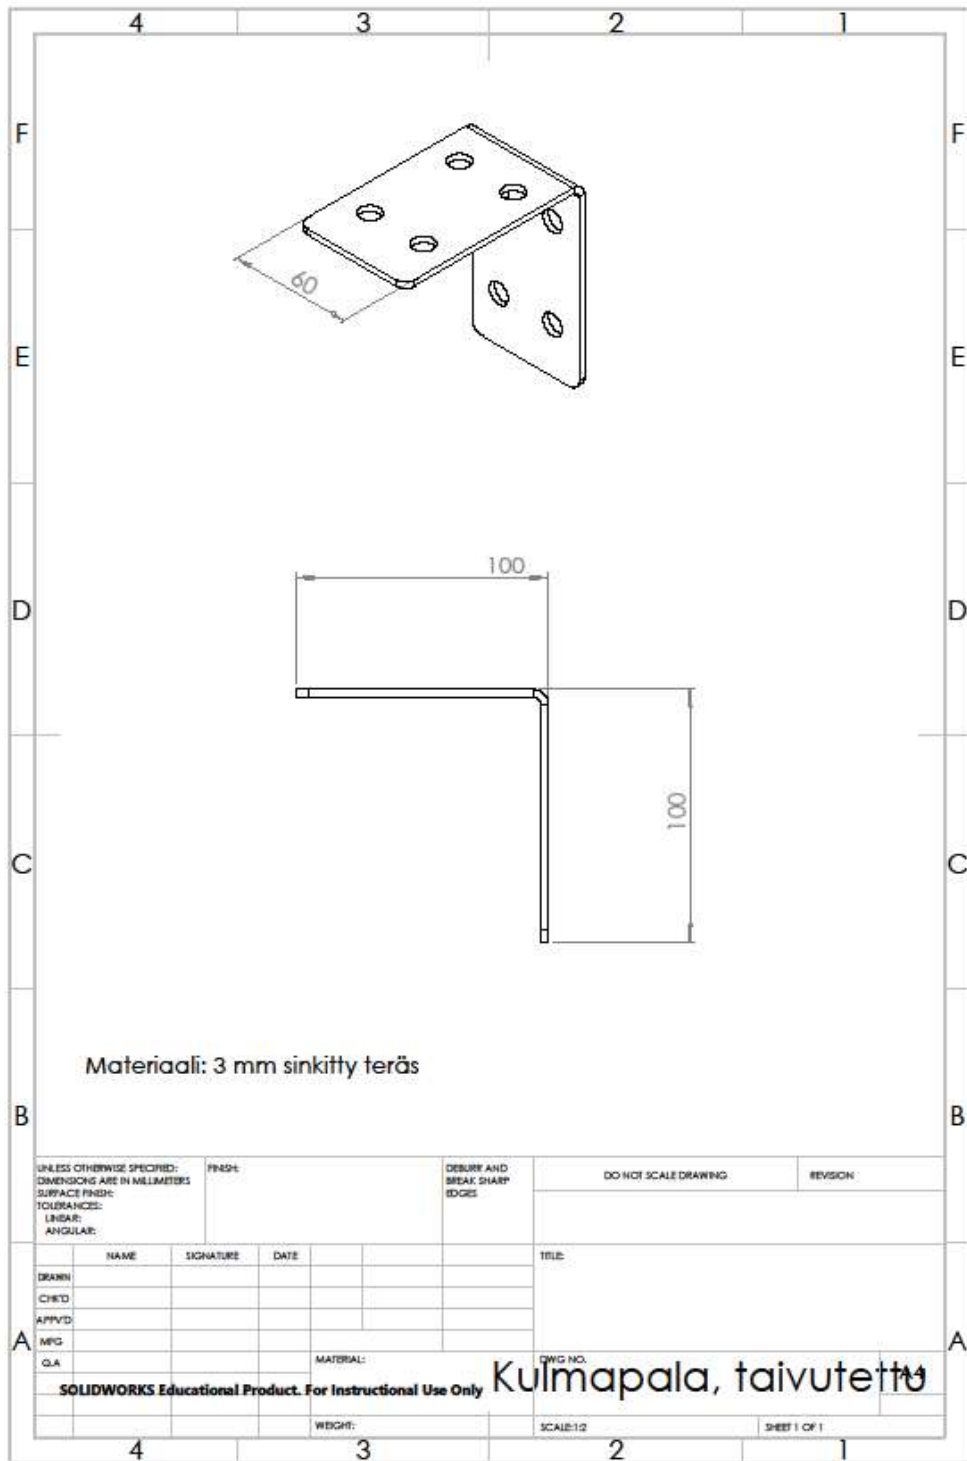 4 3 2 1
F F
60
E E
100
D D
100
C C
Materiaali: 3 mm sinkitty teräs
B B
UNLESS OTHERWISE SPECIFIED:
DIMENSIONS ARE IN MILLIMETERS
SURFACE FINISH:
TOLERANCES:
LINEAR:
ANGULAR:
FINISH:
DEBURR AND
BREAK SHARP
EDGES
DO NOT SCALE DRAWING
REVISION
NAME SIGNATURE DATE
TITLE:
DRAWN
CHK'D
APPV'D
MFG
Q.A
A A
MATERIAL:
DWG NO.
Kulmapala, taivutettu
A4
SOLIDWORKS Educational Product. For Instructional Use Only
WEIGHT:
SCALE:1:2
SHEET 1 OF 1
4 3 2 1